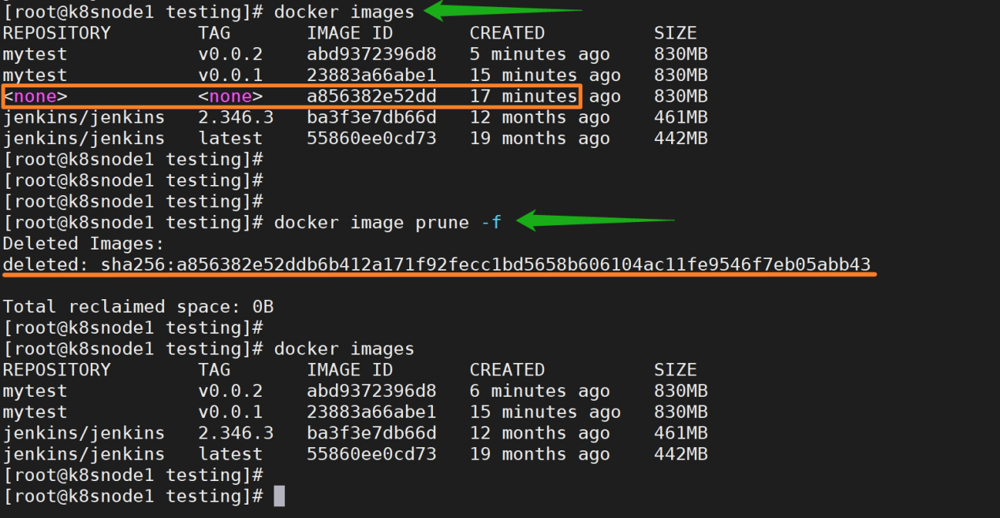 [root@k8snode1 testing]# docker images
REPOSITORY        TAG       IMAGE ID       CREATED          SIZE
mytest            v0.0.2    abd9372396d8   5 minutes ago    830MB
mytest            v0.0.1    23883a66abe1   15 minutes ago   830MB
<none>            <none>    a856382e52dd   17 minutes ago   830MB
jenkins/jenkins   2.346.3   ba3f3e7db66d   12 months ago    461MB
jenkins/jenkins   latest    55860ee0cd73   19 months ago    442MB
[root@k8snode1 testing]#
[root@k8snode1 testing]#
[root@k8snode1 testing]#
[root@k8snode1 testing]# docker image prune -f
Deleted Images:
deleted: sha256:a856382e52ddb6b412a171f92fecc1bd5658b606104ac11fe9546f7eb05abb43
Total reclaimed space: 0B
[root@k8snode1 testing]#
[root@k8snode1 testing]# docker images
REPOSITORY        TAG       IMAGE ID       CREATED          SIZE
mytest            v0.0.2    abd9372396d8   6 minutes ago    830MB
mytest            v0.0.1    23883a66abe1   15 minutes ago   830MB
jenkins/jenkins   2.346.3   ba3f3e7db66d   12 months ago    461MB
jenkins/jenkins   latest    55860ee0cd73   19 months ago    442MB
[root@k8snode1 testing]#
[root@k8snode1 testing]#